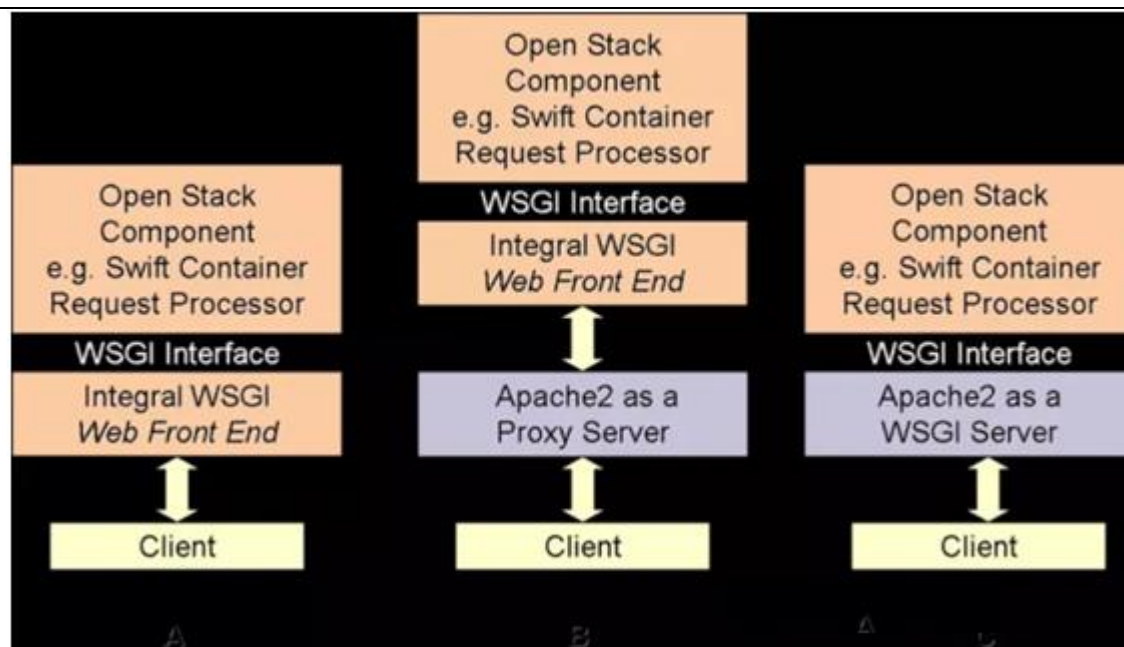 Open Stack
Component
e.g. Swift Container
Request Processor
WSGI Interface
Integral WSGI
Web Front End
Client
A
Open Stack
Component
e.g. Swift Container
Request Processor
WSGI Interface
Integral WSGI
Web Front End
Apache2 as a
Proxy Server
Client
B
Open Stack
Component
e.g. Swift Container
Request Processor
WSGI Interface
Apache2 as a
WSGI Server
Client
C